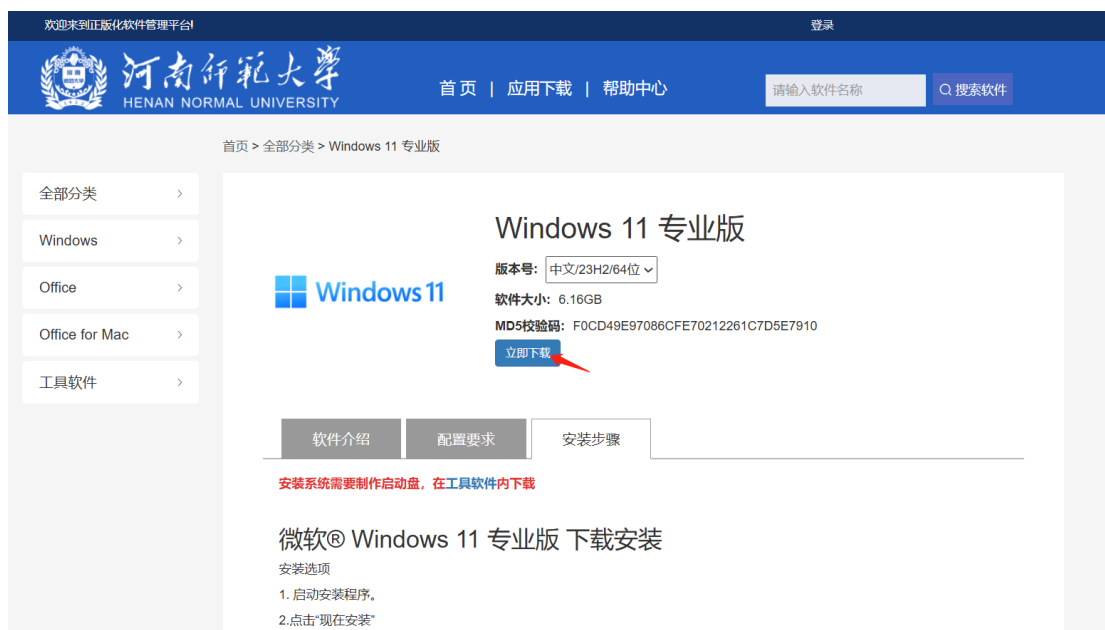 欢迎来到正版化软件管理平台!
登录
河南师范大学
HENAN NORMAL UNIVERSITY
首页 | 应用下载 | 帮助中心
请输入软件名称
搜索软件
首页 > 全部分类 > Windows 11 专业版
全部分类
Windows
Office
Office for Mac
工具软件
Windows 11
Windows 11 专业版
版本号: 中文/23H2/64位
软件大小: 6.16GB
MD5校验码: F0CD49E97086CFE70212261C7D5E7910
立即下载
软件介绍
配置要求
安装步骤
安装系统需要制作启动盘，在工具软件内下载
微软® Windows 11 专业版 下载安装
安装选项
1. 启动安装程序。
2.点击“现在安装”